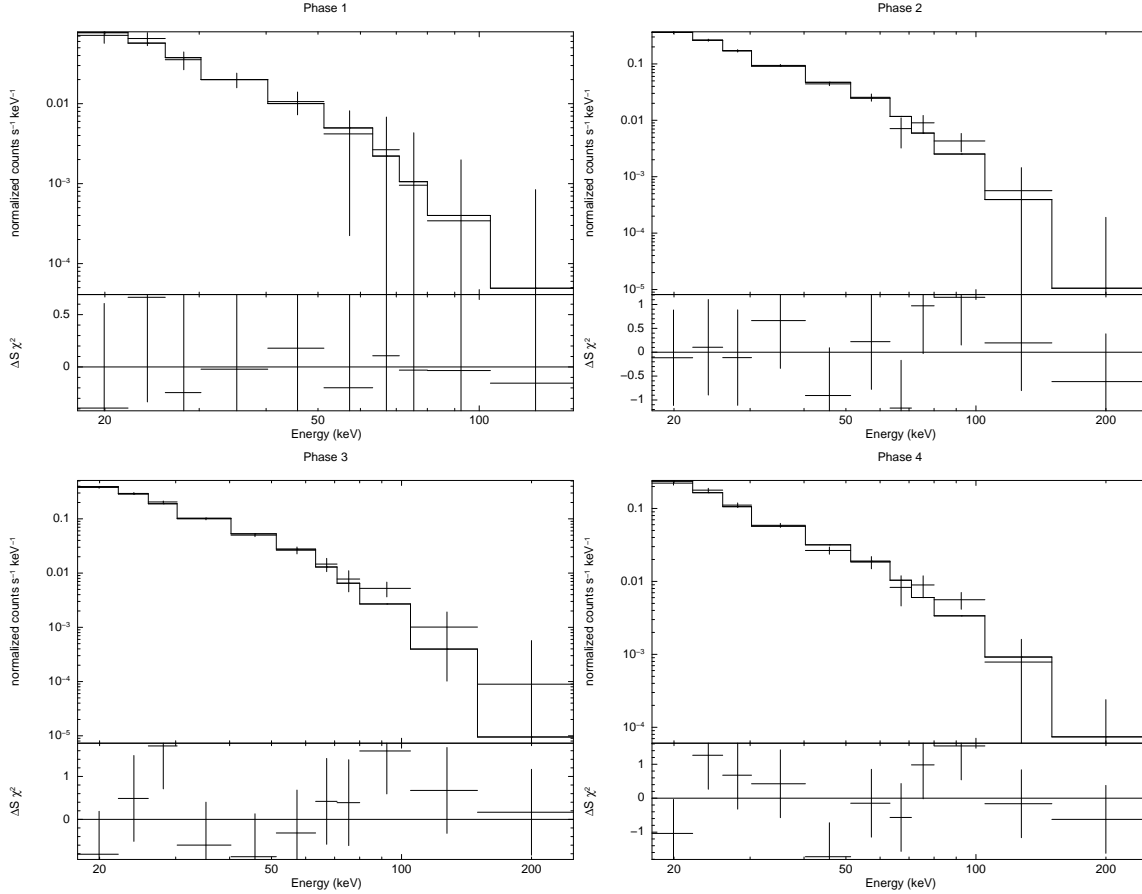 Phase 1
normalized counts s⁻¹ keV⁻¹
0.01
10⁻³
10⁻⁴
ΔS χ²
0.5
0
20
50
100
Energy (keV)
Phase 2
normalized counts s⁻¹ keV⁻¹
0.1
0.01
10⁻³
10⁻⁴
10⁻⁵
ΔS χ²
1
0.5
0
−0.5
−1
20
50
100
200
Energy (keV)
Phase 3
normalized counts s⁻¹ keV⁻¹
0.1
0.01
10⁻³
10⁻⁴
10⁻⁵
ΔS χ²
1
0
20
50
100
200
Energy (keV)
Phase 4
normalized counts s⁻¹ keV⁻¹
0.1
0.01
10⁻³
10⁻⁴
ΔS χ²
1
0
−1
20
50
100
200
Energy (keV)